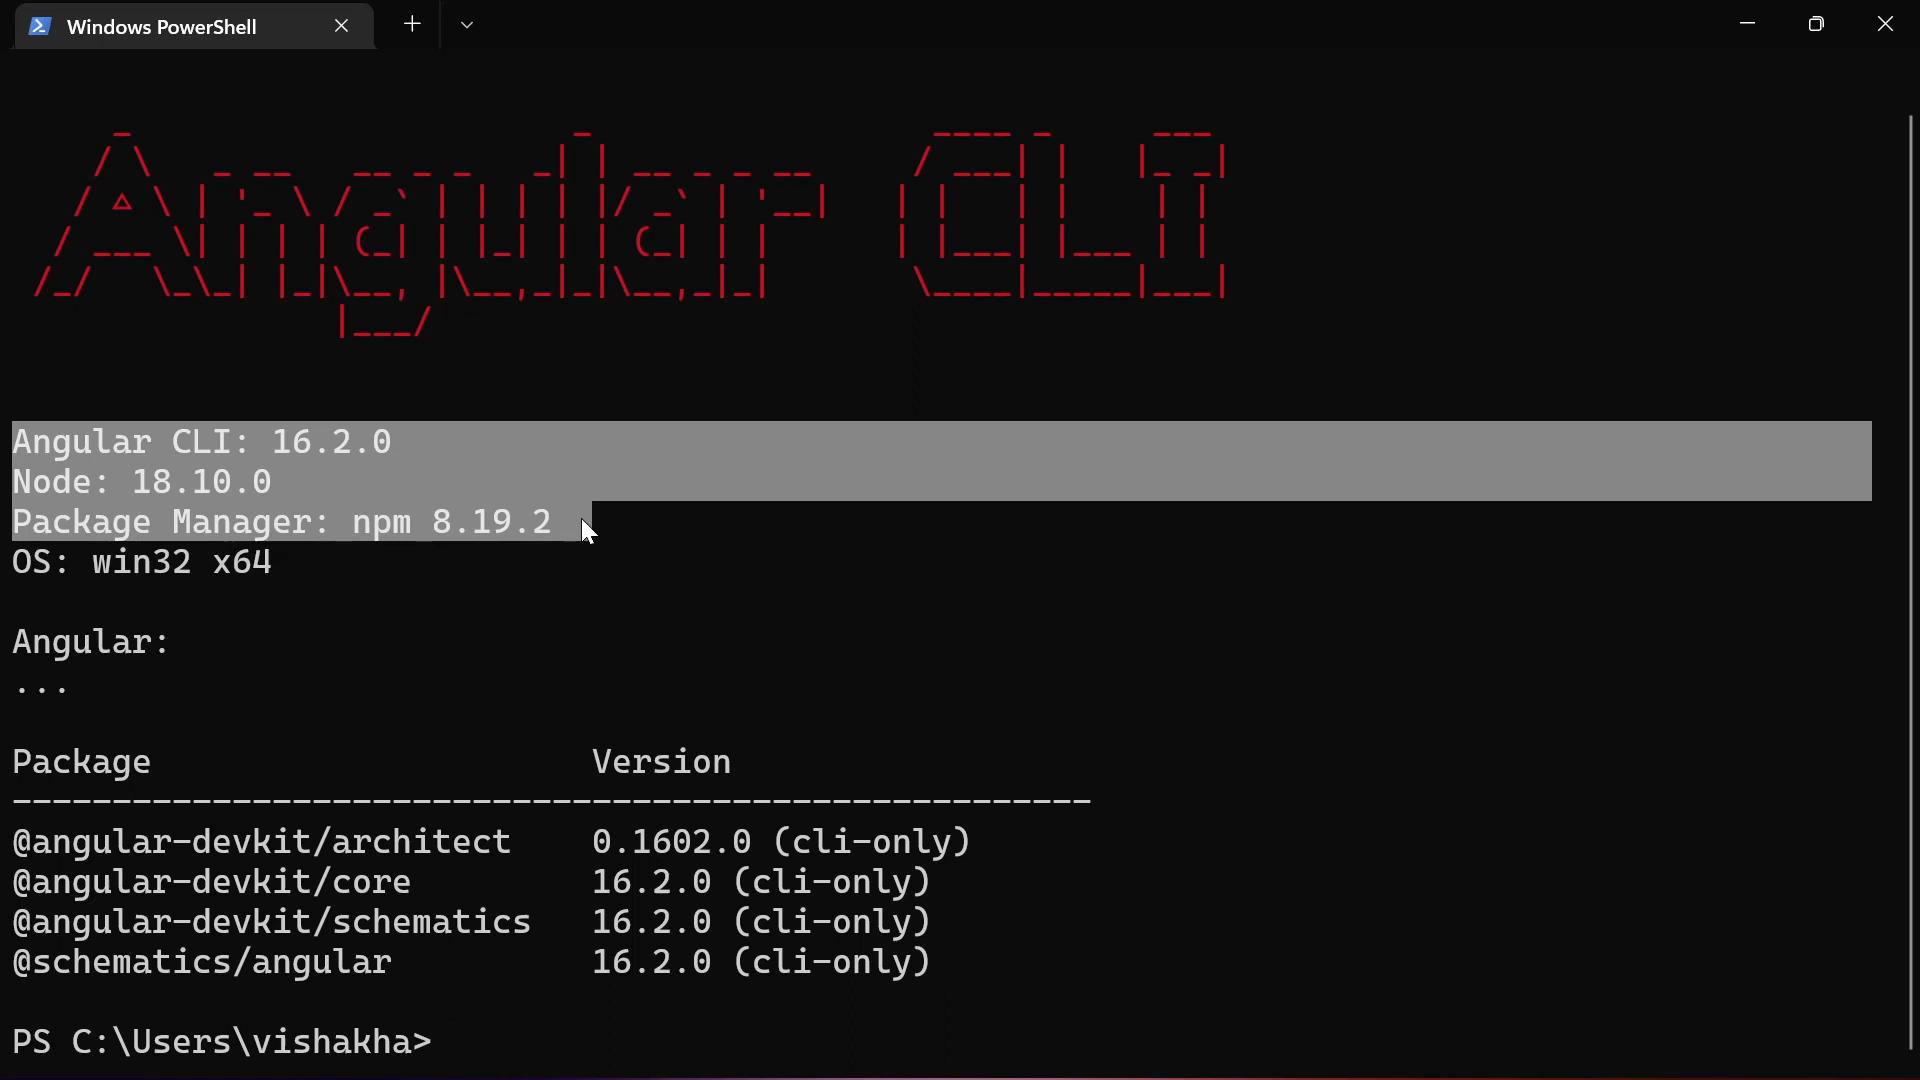 Windows PowerShell
Angular CLI
Angular CLI: 16.2.0
Node: 18.10.0
Package Manager: npm 8.19.2
OS: win32 x64
Angular:
...
Package Version
------------------------------------------------------
@angular-devkit/architect 0.1602.0 (cli-only)
@angular-devkit/core 16.2.0 (cli-only)
@angular-devkit/schematics 16.2.0 (cli-only)
@schematics/angular 16.2.0 (cli-only)
PS C:\Users\vishakha>